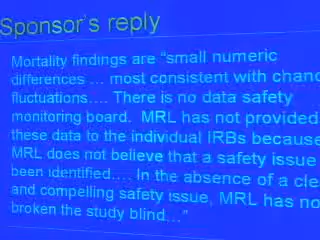 Sponsor's reply
Mortality findings are "small numeric
differences … most consistent with chanc
fluctuations…. There is no data safety
monitoring board.  MRL has not provided
these data to the individual IRBs because
MRL does not believe that a safety issue
been identified…. In the absence of a cle
and compelling safety issue, MRL has no
broken the study blind…"